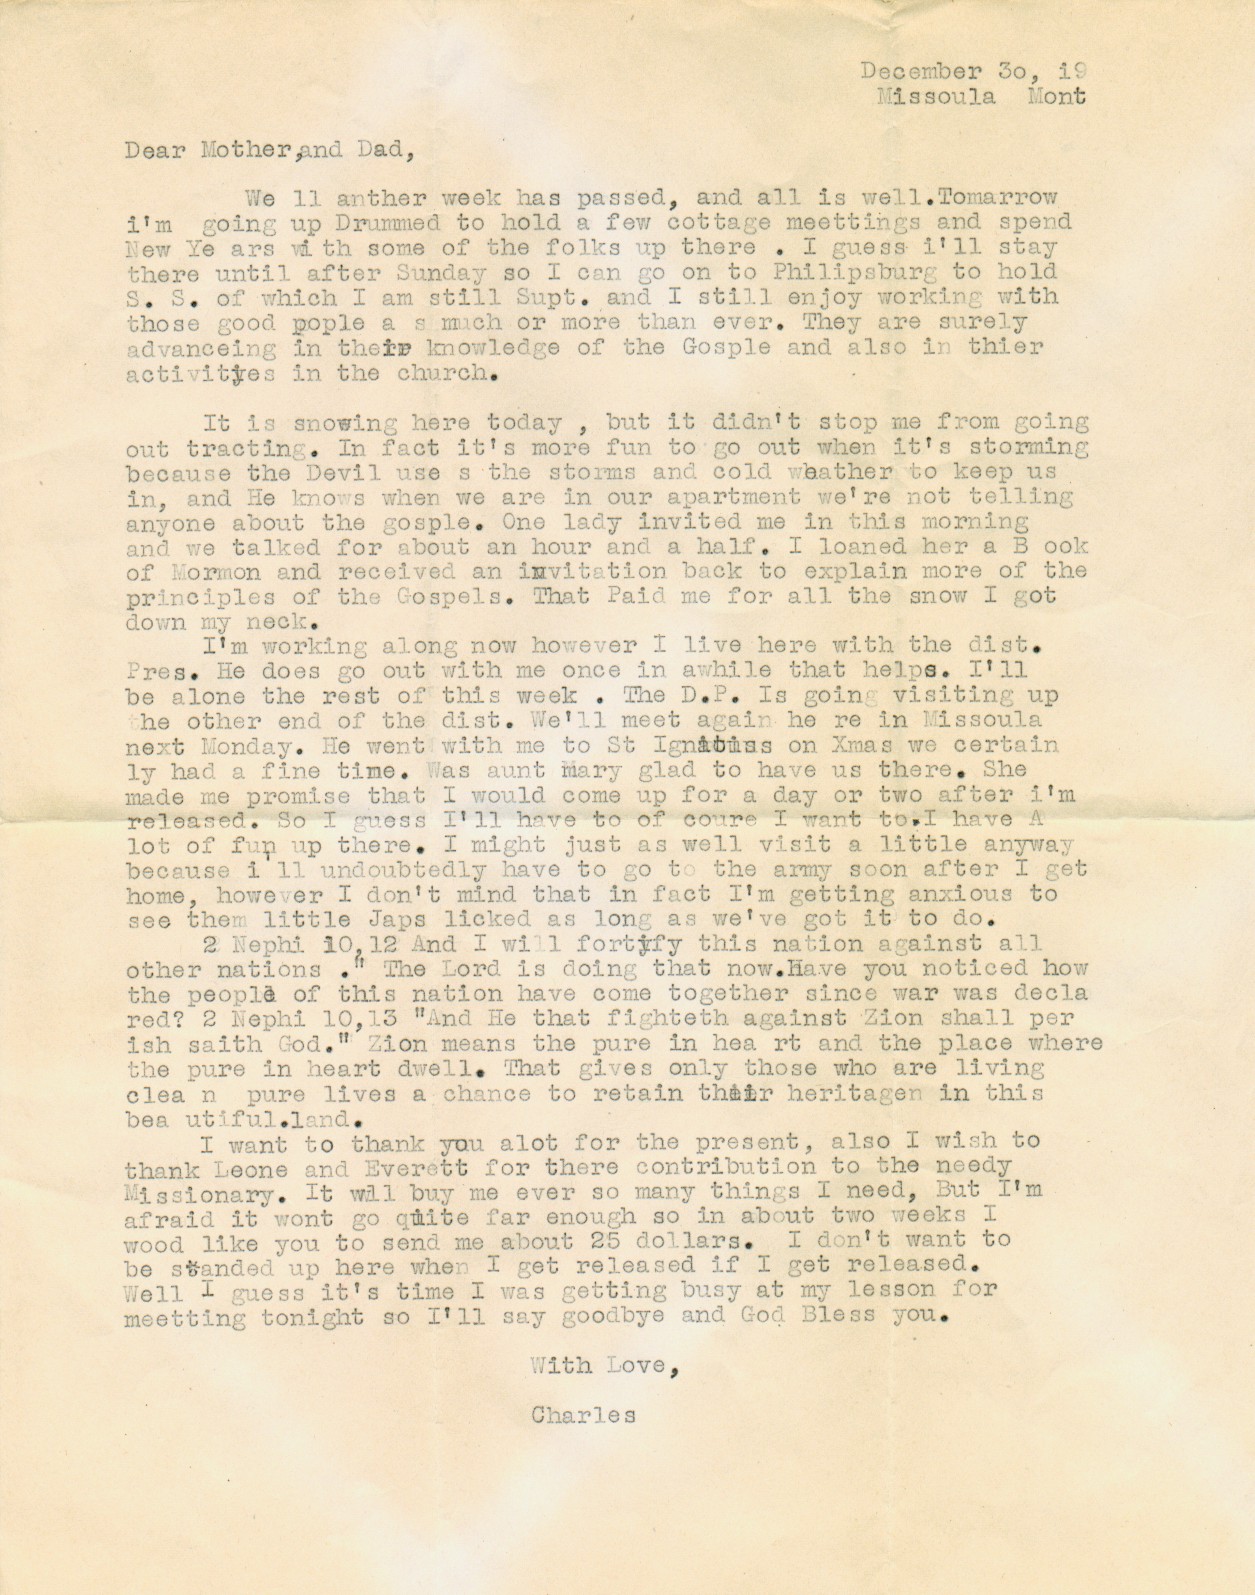 December 3o, 19
Missoula  Mont
Dear Mother,and Dad,
We ll anther week has passed, and all is well.Tomarrow
i'm  going up Drummed to hold a few cottage meettings and spend
New Ye ars wi th some of the folks up there . I guess i'll stay
there until after Sunday so I can go on to Philipsburg to hold
S. S. of which I am still Supt. and I still enjoy working with
those good pople a s much or more than ever. They are surely
advanceing in their knowledge of the Gosple and also in thier
activityes in the church.
It is snowing here today , but it didn't stop me from going
out tracting. In fact it's more fun to go out when it's storming
because the Devil use s the storms and cold wheather to keep us
in, and He knows when we are in our apartment we're not telling
anyone about the gosple. One lady invited me in this morning
and we talked for about an hour and a half. I loaned her a B ook
of Mormon and received an invitation back to explain more of the
principles of the Gospels. That Paid me for all the snow I got
down my neck.
I'm working along now however I live here with the dist.
Pres. He does go out with me once in awhile that helps. I'll
be alone the rest of this week . The D.P. Is going visiting up
the other end of the dist. We'll meet again he re in Missoula
next Monday. He went with me to St Ignatius on Xmas we certain
ly had a fine time. Was aunt mary glad to have us there. She
made me promise that I would come up for a day or two after i'm
released. So I guess I'll have to of coure I want to.I have A
lot of fun up there. I might just as well visit a little anyway
because i'll undoubtedly have to go to the army soon after I get
home, however I don't mind that in fact I'm getting anxious to
see them little Japs licked as long as we've got it to do.
2 Nephi 10,12 And I will fortyfy this nation against all
other nations ." The Lord is doing that now.Have you noticed how
the people of this nation have come together since war was decla
red? 2 Nephi 10,13 "And He that fighteth against Zion shall per
ish saith God." Zion means the pure in hea rt and the place where
the pure in heart dwell. That gives only those who are living
clea n  pure lives a chance to retain their heritagen in this
bea utiful.land.
I want to thank you alot for the present, also I wish to
thank Leone and Everett for there contribution to the needy
Missionary. It will buy me ever so many things I need, But I'm
afraid it wont go quite far enough so in about two weeks I
wood like you to send me about 25 dollars.  I don't want to
be standed up here when I get released if I get released.
Well I guess it's time I was getting busy at my lesson for
meetting tonight so I'll say goodbye and God Bless you.
With Love,
Charles